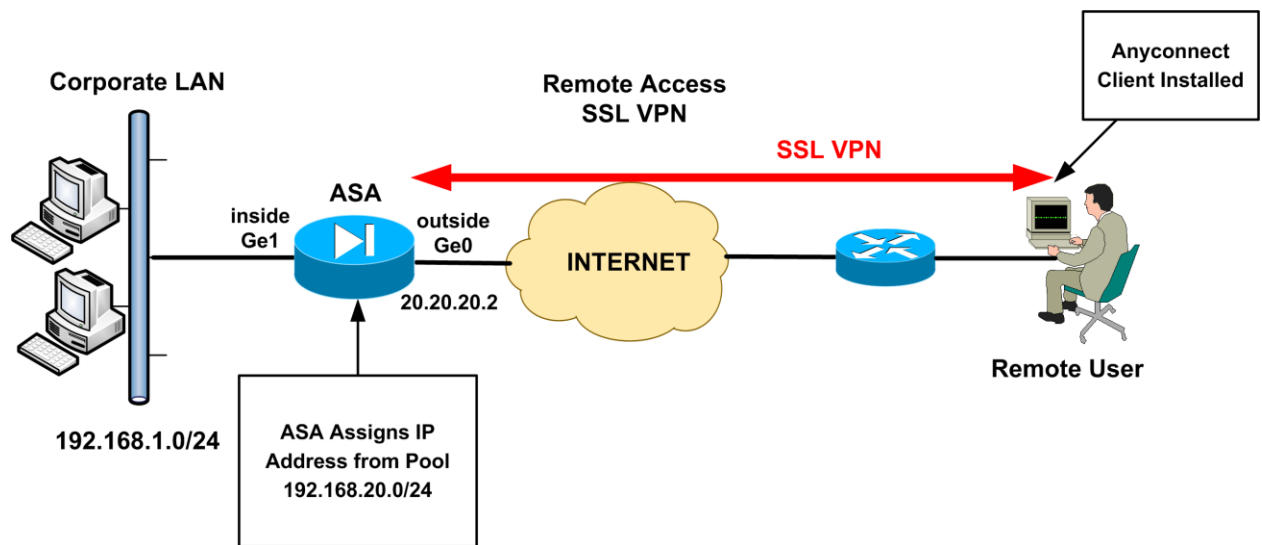 Anyconnect
Client Installed
Corporate LAN
Remote Access
SSL VPN
SSL VPN
ASA
inside
Ge1
outside
Ge0
INTERNET
20.20.20.2
Remote User
192.168.1.0/24
ASA Assigns IP
Address from Pool
192.168.20.0/24